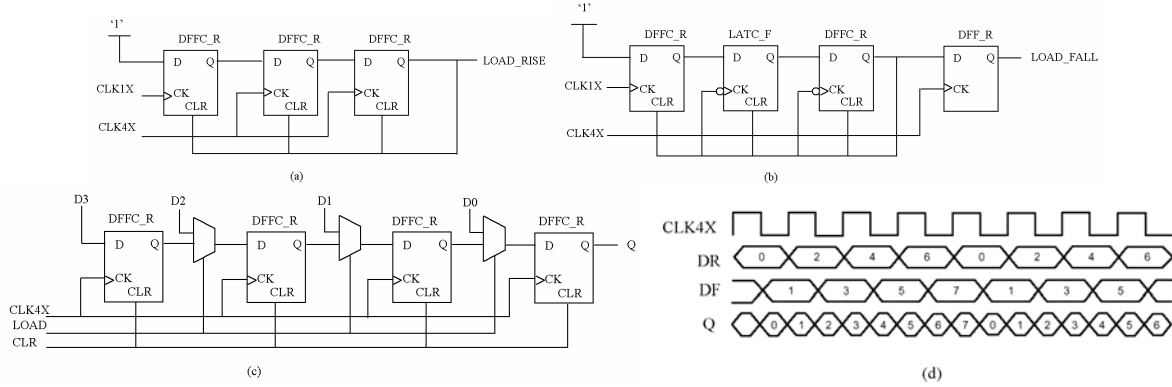 '1'
DFFC_R DFFC_R DFFC_R
D Q D Q D Q LOAD_RISE
CLK1X CK CK CK
CLR CLR CLR
CLK4X
(a)
'1'
DFFC_R LATC_F DFFC_R DFF_R
D Q D Q D Q D Q LOAD_FALL
CLK1X CK CK CK CK
CLR CLR CLR
CLK4X
(b)
D3 D2 D1 D0
DFFC_R DFFC_R DFFC_R DFFC_R
D Q D Q D Q D Q Q
CK CK CK CK
CLR CLR CLR CLR
CLK4X
LOAD
CLR
(c)
CLK4X
DR 0 2 4 6 0 2 4 6
DF 1 3 5 7 1 3 5
Q 0 1 2 3 4 5 6 7 0 1 2 3 4 5 6
(d)